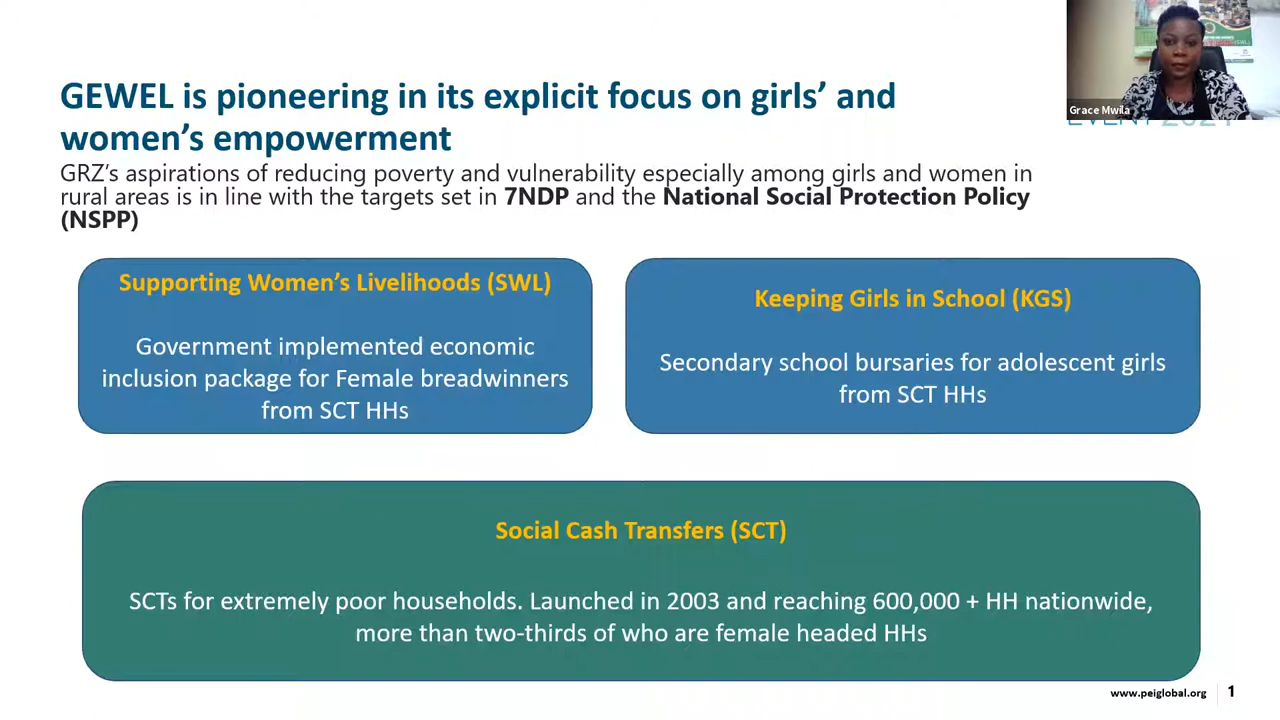 GEWEL is pioneering in its explicit focus on girls’ and
women’s empowerment
GRZ’s aspirations of reducing poverty and vulnerability especially among girls and women in
rural areas is in line with the targets set in 7NDP and the National Social Protection Policy
(NSPP)
Grace Mwila
Supporting Women’s Livelihoods (SWL)
Government implemented economic
inclusion package for Female breadwinners
from SCT HHs
Keeping Girls in School (KGS)
Secondary school bursaries for adolescent girls
from SCT HHs
Social Cash Transfers (SCT)
SCTs for extremely poor households. Launched in 2003 and reaching 600,000 + HH nationwide,
more than two-thirds of who are female headed HHs
www.peiglobal.org
1